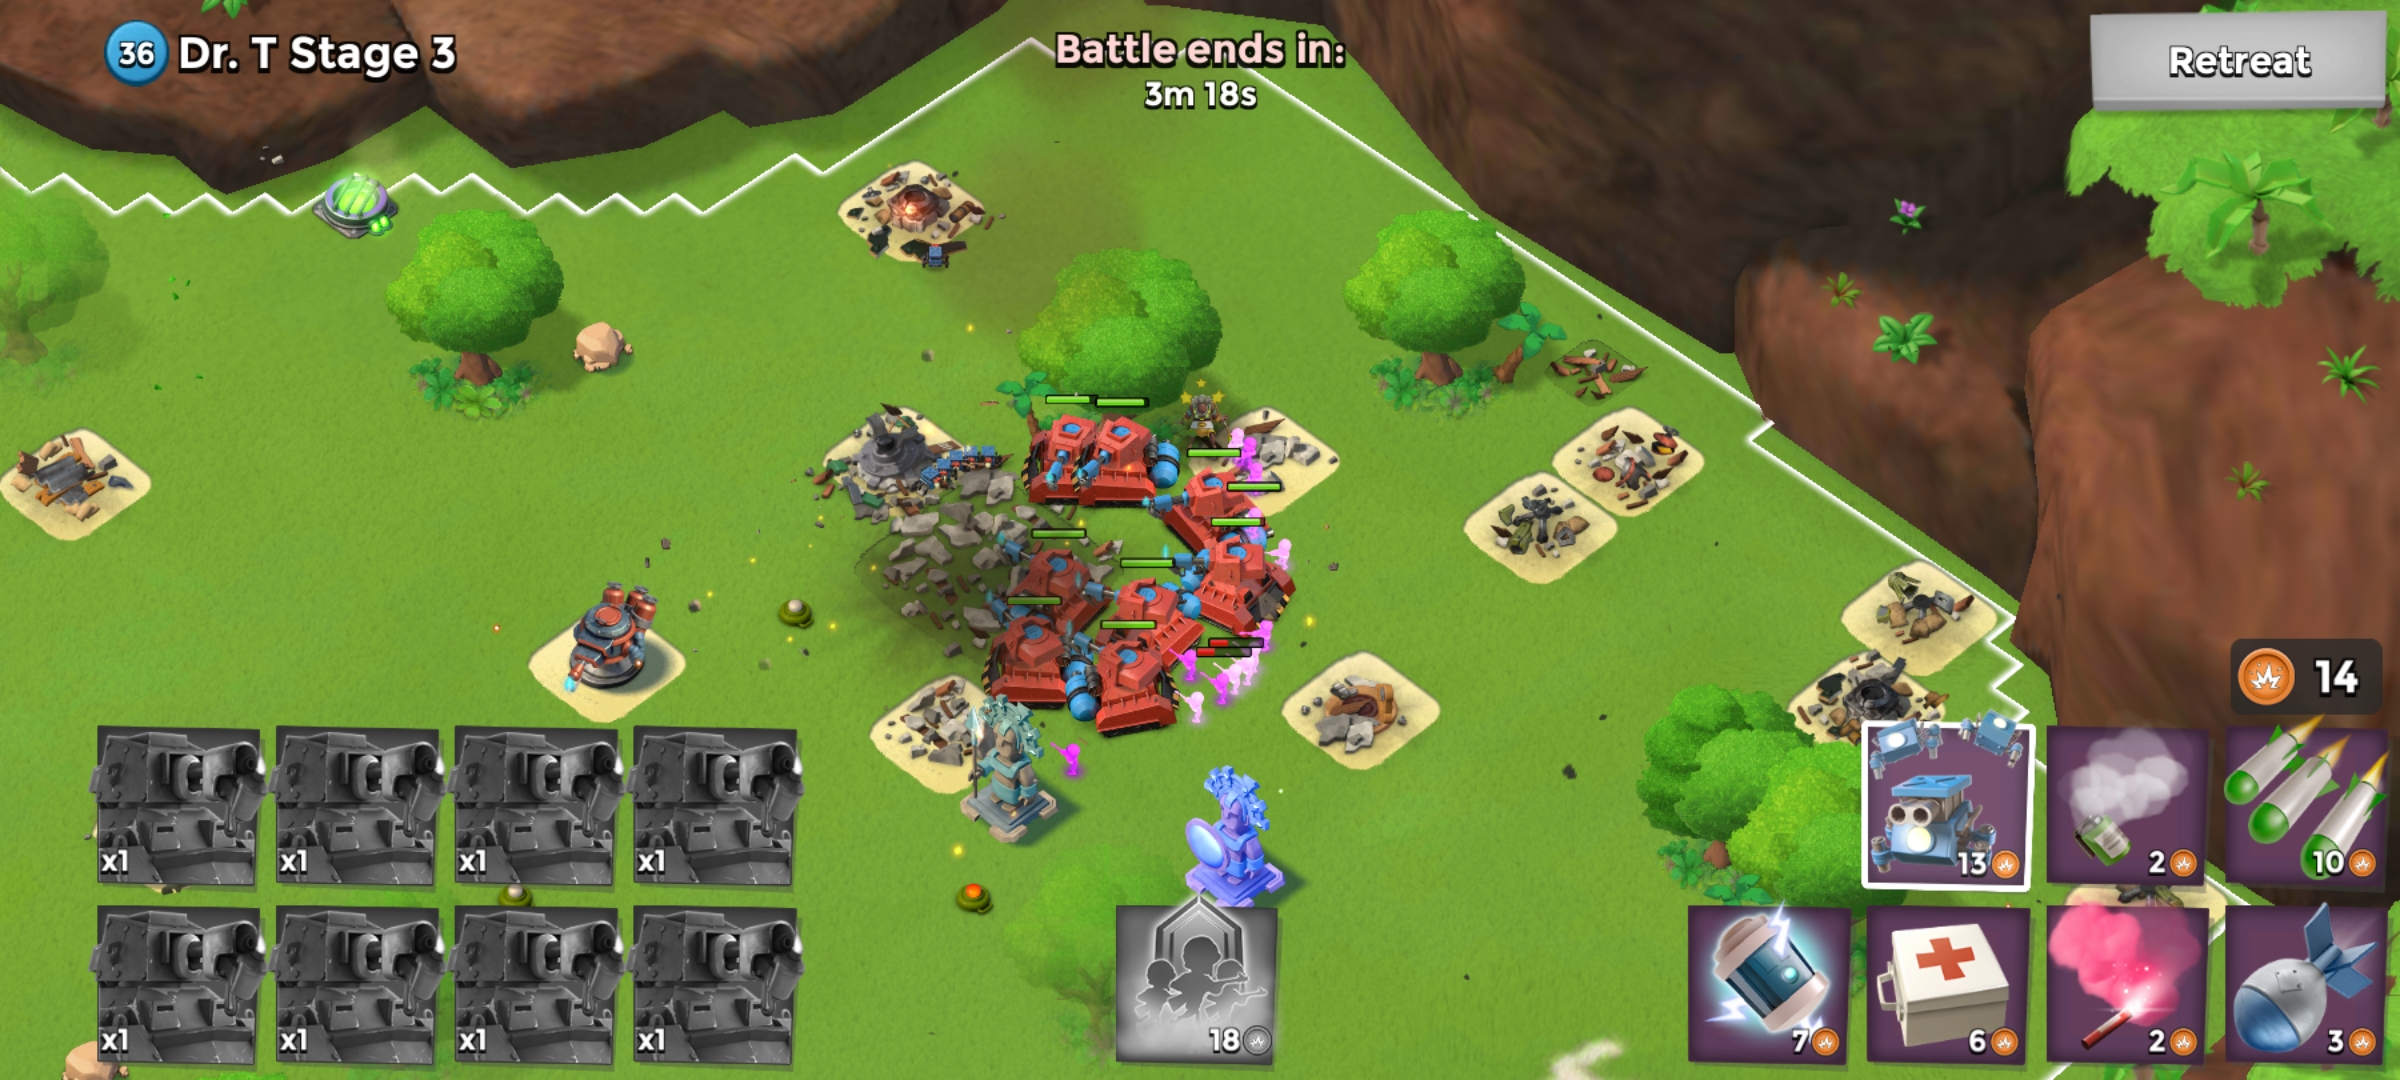 36 Dr. T Stage 3
Battle ends in:
3m 18s
Retreat
14
x1 x1 x1 x1
13 2 10
x1 x1 x1 x1
18
7 6 2 3